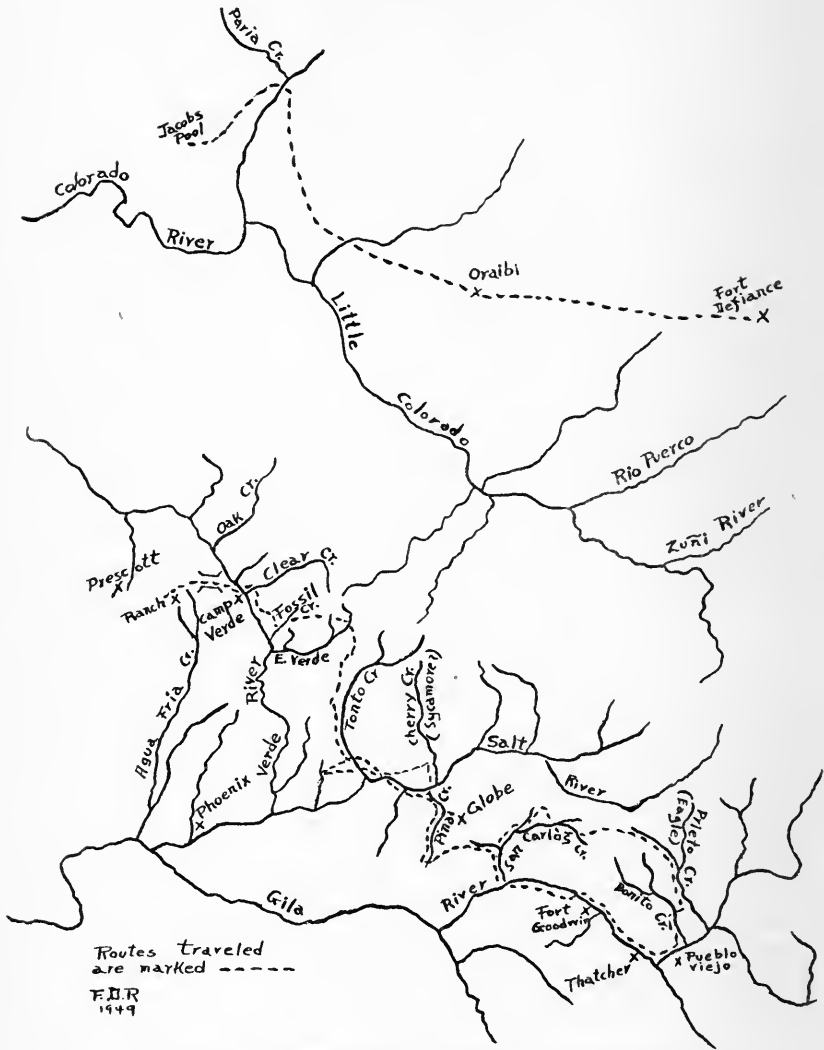 Paria Cr.
Jacobs
Pool
Colorado
River
Oraibi
Fort
Defiance
Little
Colorado
Rio Puerco
Zuñi River
Oak Cr.
Prescott
Ranch
Camp
Verde
Clear Cr.
Fossil
Cr.
E. Verde
Agua Fria Cr.
Verde River
Phoenix
Tonto Cr
Cherry Cr.
(Sycamore?)
Salt
River
Pinal Cr.
Globe
San Carlos Cr.
Prieto Cr.
(Eagle)
Bonito Cr.
Gila
River
Fort
Goodwin
Thatcher
Pueblo
viejo
Routes traveled
are marked -----
F.D.R
1949